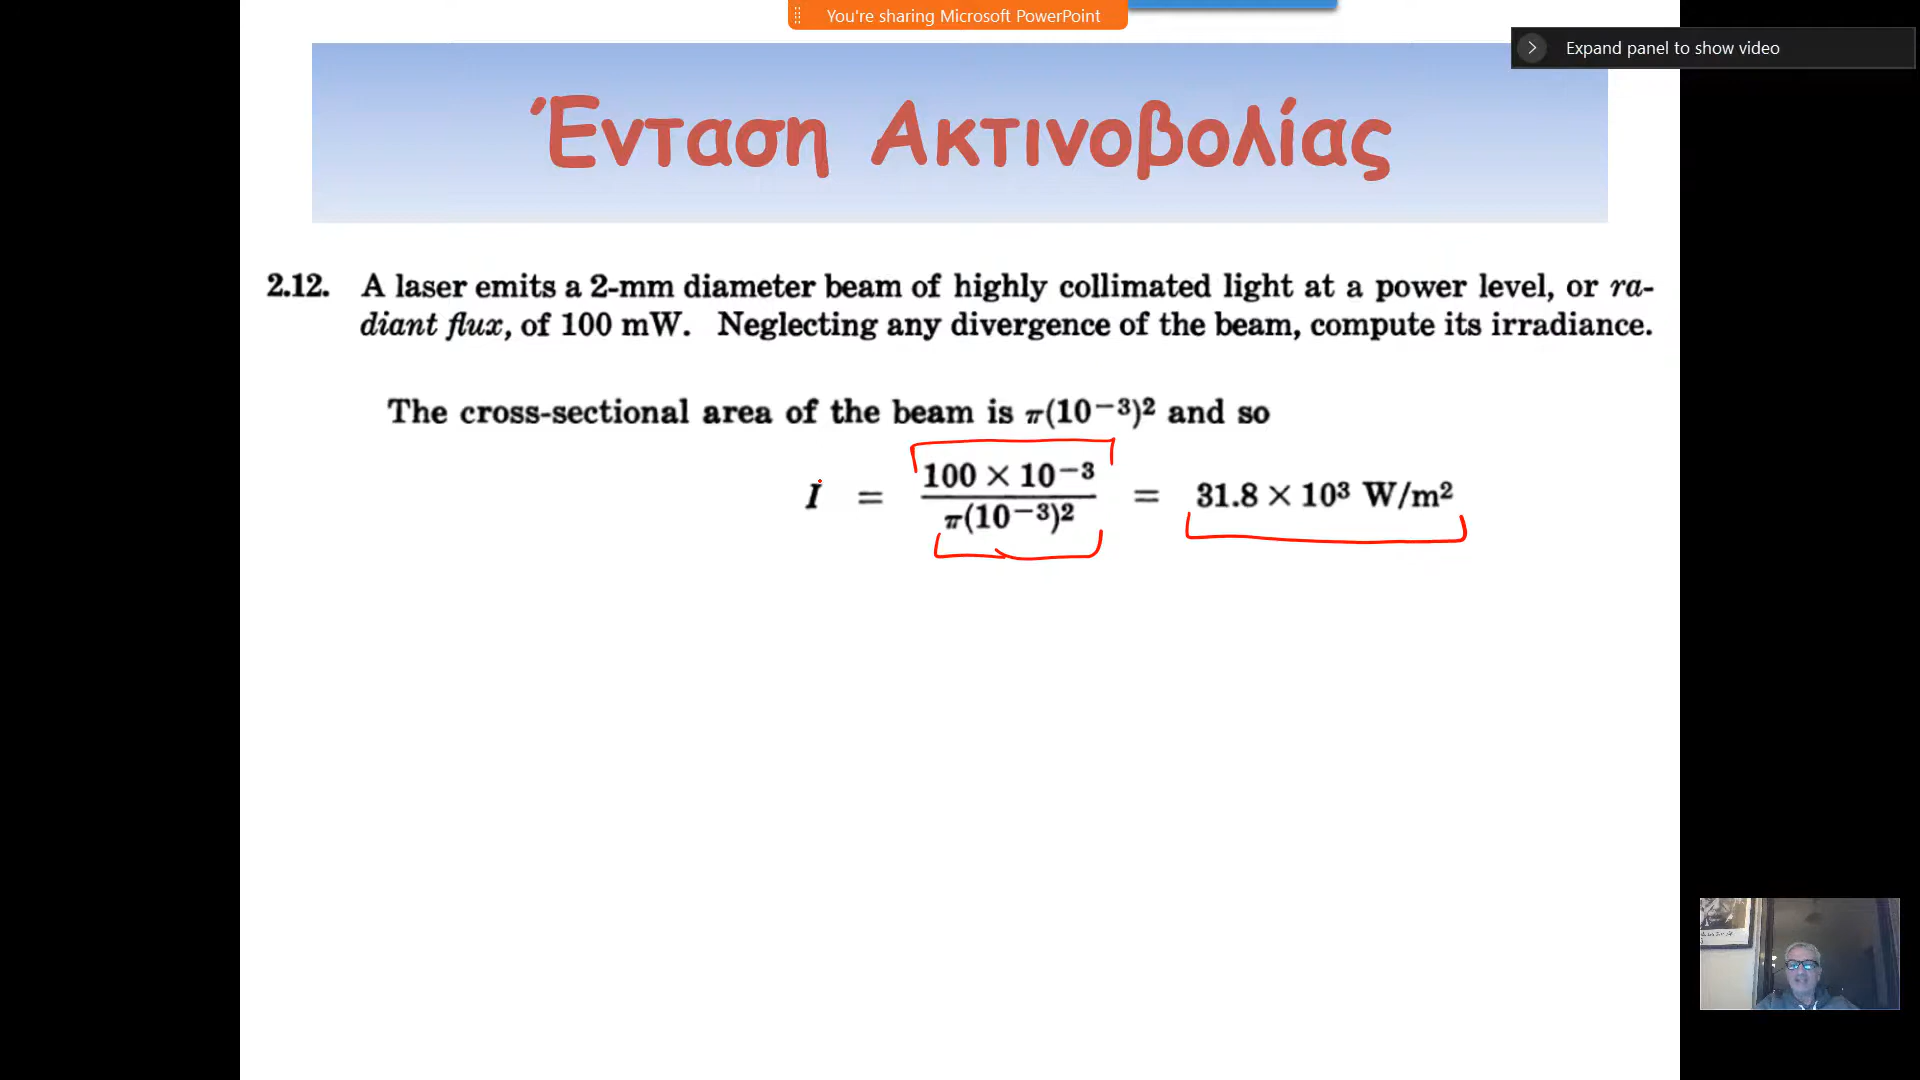 You're sharing Microsoft PowerPoint
Expand panel to show video
Ένταση Ακτινοβολίας
2.12. A laser emits a 2-mm diameter beam of highly collimated light at a power level, or ra-
diant flux, of 100 mW. Neglecting any divergence of the beam, compute its irradiance.
The cross-sectional area of the beam is π(10⁻³)² and so
I = 100 × 10⁻³ / π(10⁻³)² = 31.8 × 10³ W/m²